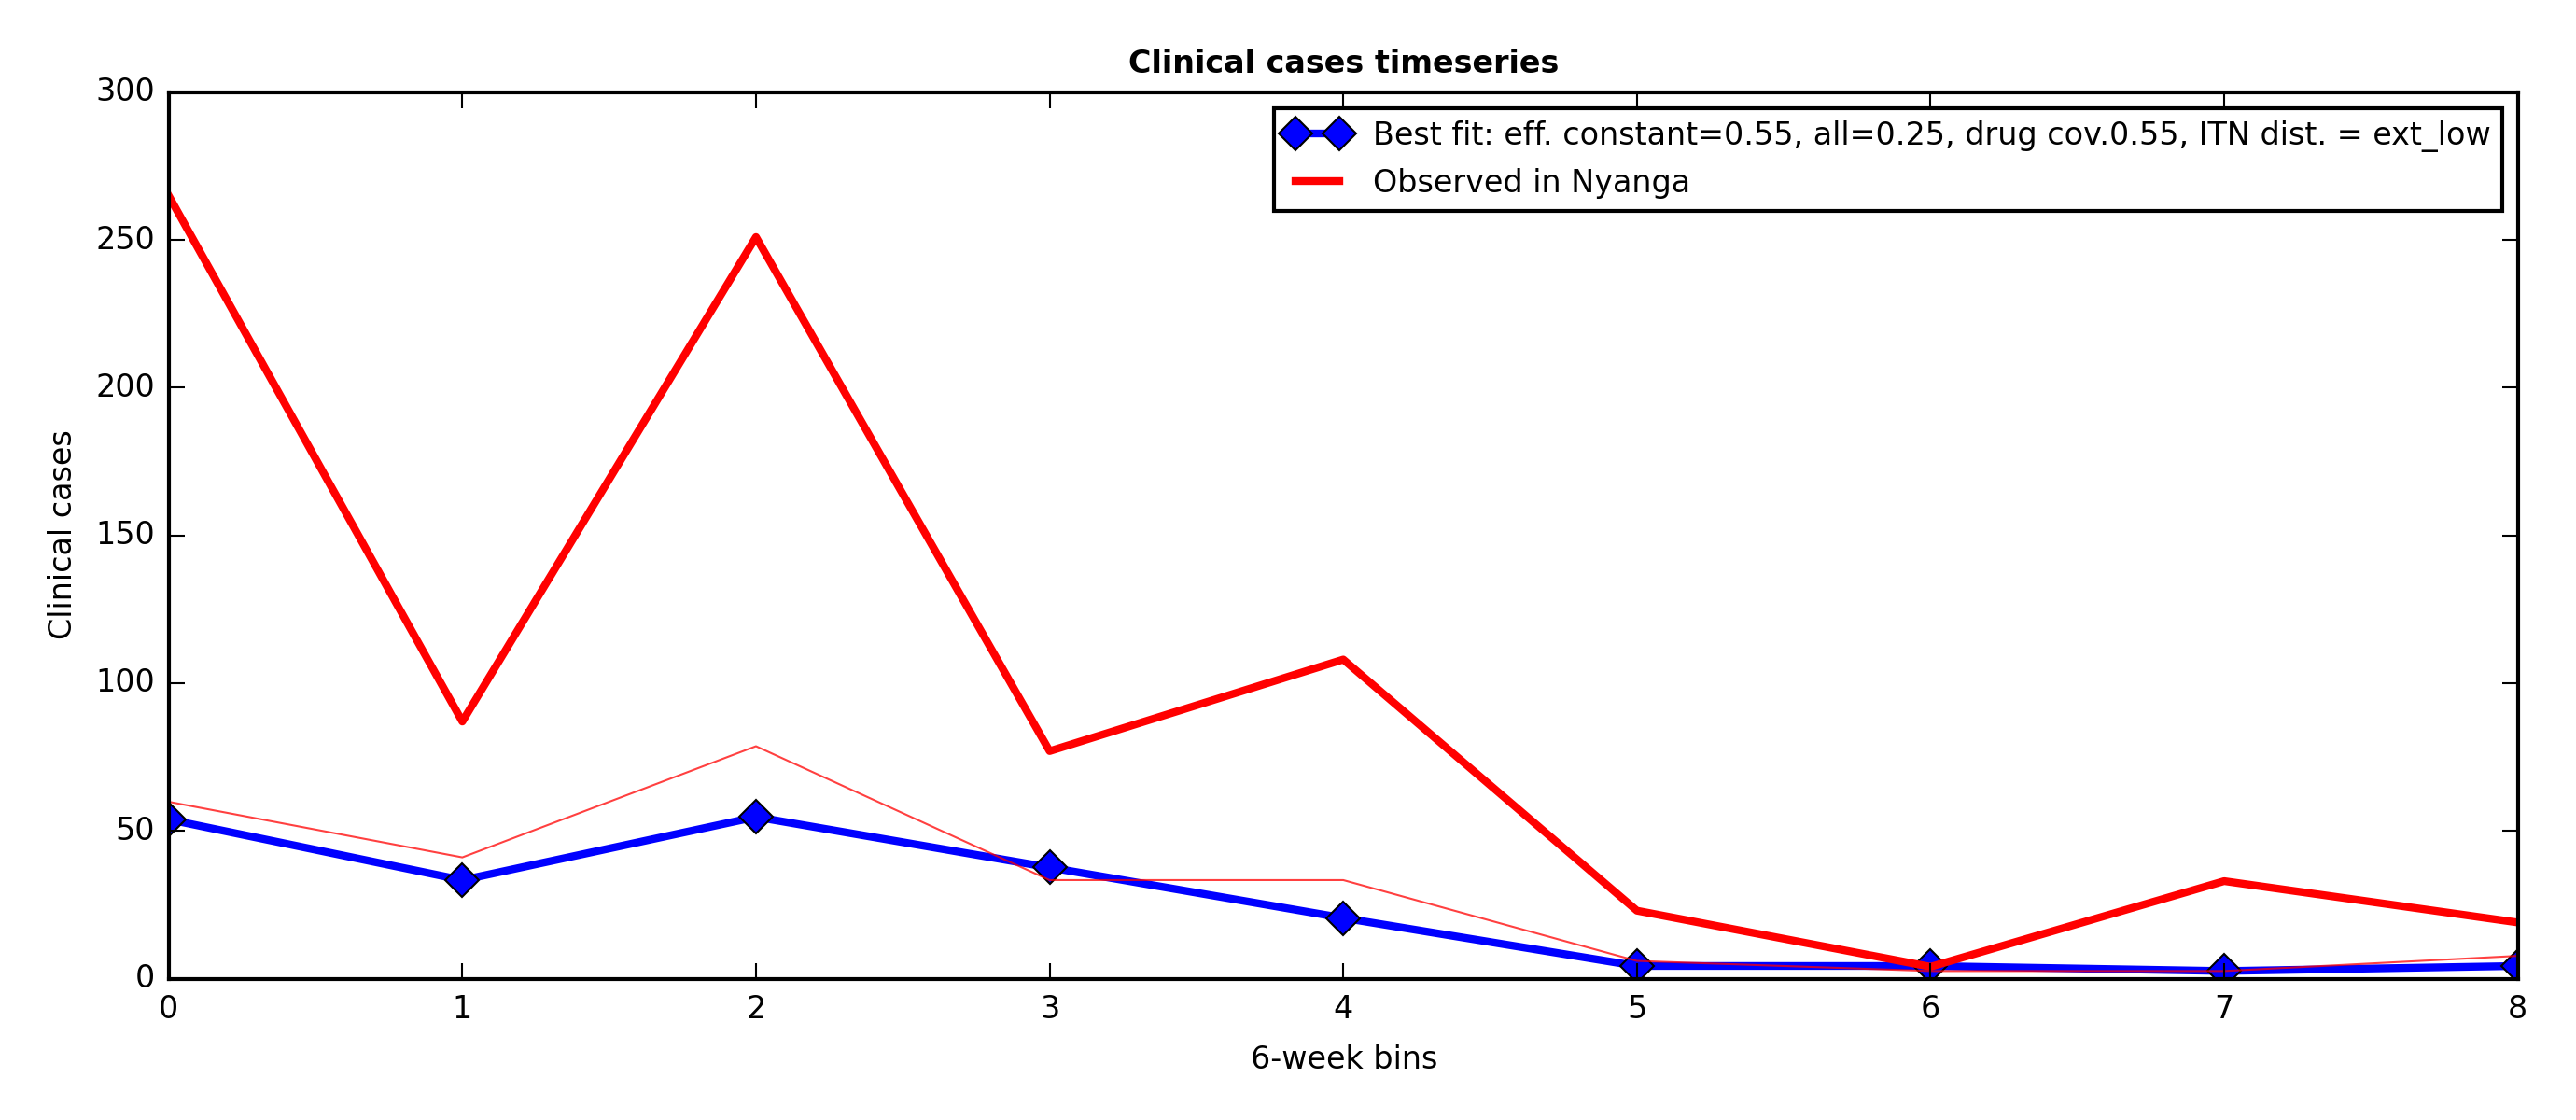 Clinical cases timeseries
300
250
200
150
100
50
0
Clinical cases
Best fit: eff. constant=0.55, all=0.25, drug cov.0.55, ITN dist. = ext_low
Observed in Nyanga
0 1 2 3 4 5 6 7 8
6-week bins